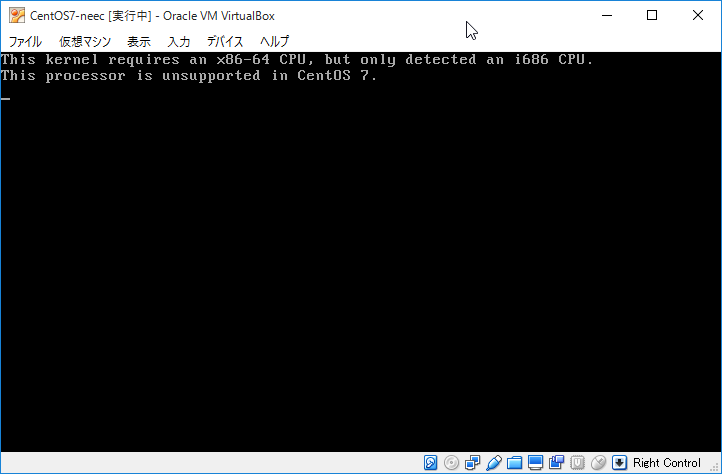 CentOS7-neec [実行中] - Oracle VM VirtualBox
ファイル 仮想マシン 表示 入力 デバイス ヘルプ
This kernel requires an x86-64 CPU, but only detected an i686 CPU.
This processor is unsupported in CentOS 7.
Right Control